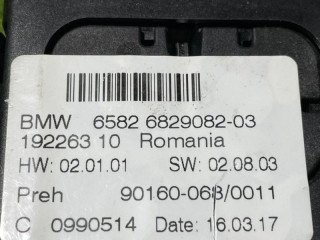 BMW 6582 6829082-03
192263 10 Romania
HW: 02.01.01 SW: 02.08.03
Preh 90160-068/0011
C 0990514 Date: 16.03.17